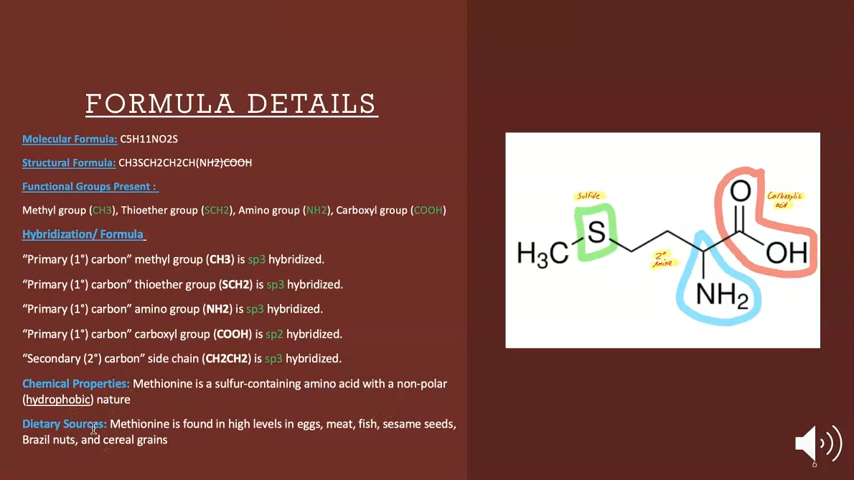 FORMULA DETAILS
Molecular Formula: C5H11NO2S
Structural Formula: CH3SCH2CH2CH(NH2)COOH
Functional Groups Present :
Methyl group (CH3), Thioether group (SCH2), Amino group (NH2), Carboxyl group (COOH)
Hybridization/ Formula
“Primary (1°) carbon” methyl group (CH3) is sp3 hybridized.
“Primary (1°) carbon” thioether group (SCH2) is sp3 hybridized.
“Primary (1°) carbon” amino group (NH2) is sp3 hybridized.
“Primary (1°) carbon” carboxyl group (COOH) is sp2 hybridized.
“Secondary (2°) carbon” side chain (CH2CH2) is sp3 hybridized.
Chemical Properties: Methionine is a sulfur-containing amino acid with a non-polar
(hydrophobic) nature
Dietary Sources: Methionine is found in high levels in eggs, meat, fish, sesame seeds,
Brazil nuts, and cereal grains
Sulfide
Carboxylic
acid
O
S
H₃C
OH
2°
Amine
NH₂
6